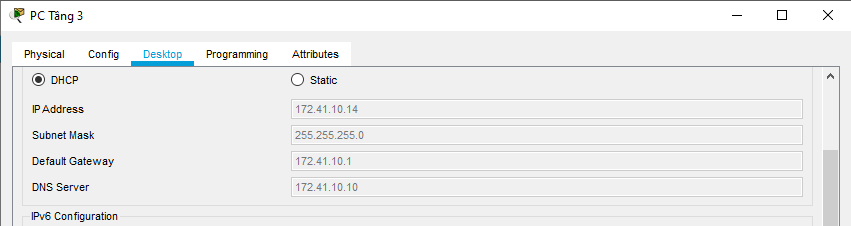 PC Tầng 3
Physical Config Desktop Programming Attributes
DHCP Static
IP Address 172.41.10.14
Subnet Mask 255.255.255.0
Default Gateway 172.41.10.1
DNS Server 172.41.10.10
IPv6 Configuration